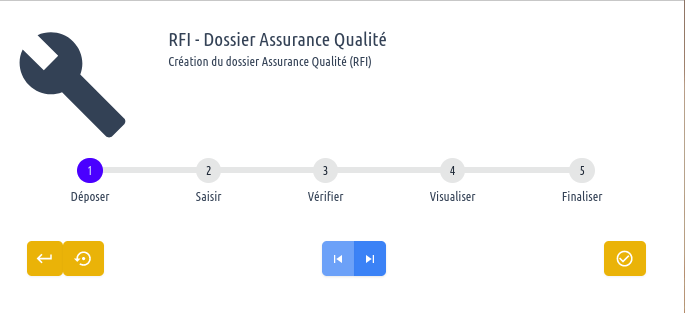 RFI - Dossier Assurance Qualité
Création du dossier Assurance Qualité (RFI)
1 2 3 4 5
Déposer Saisir Vérifier Visualiser Finaliser